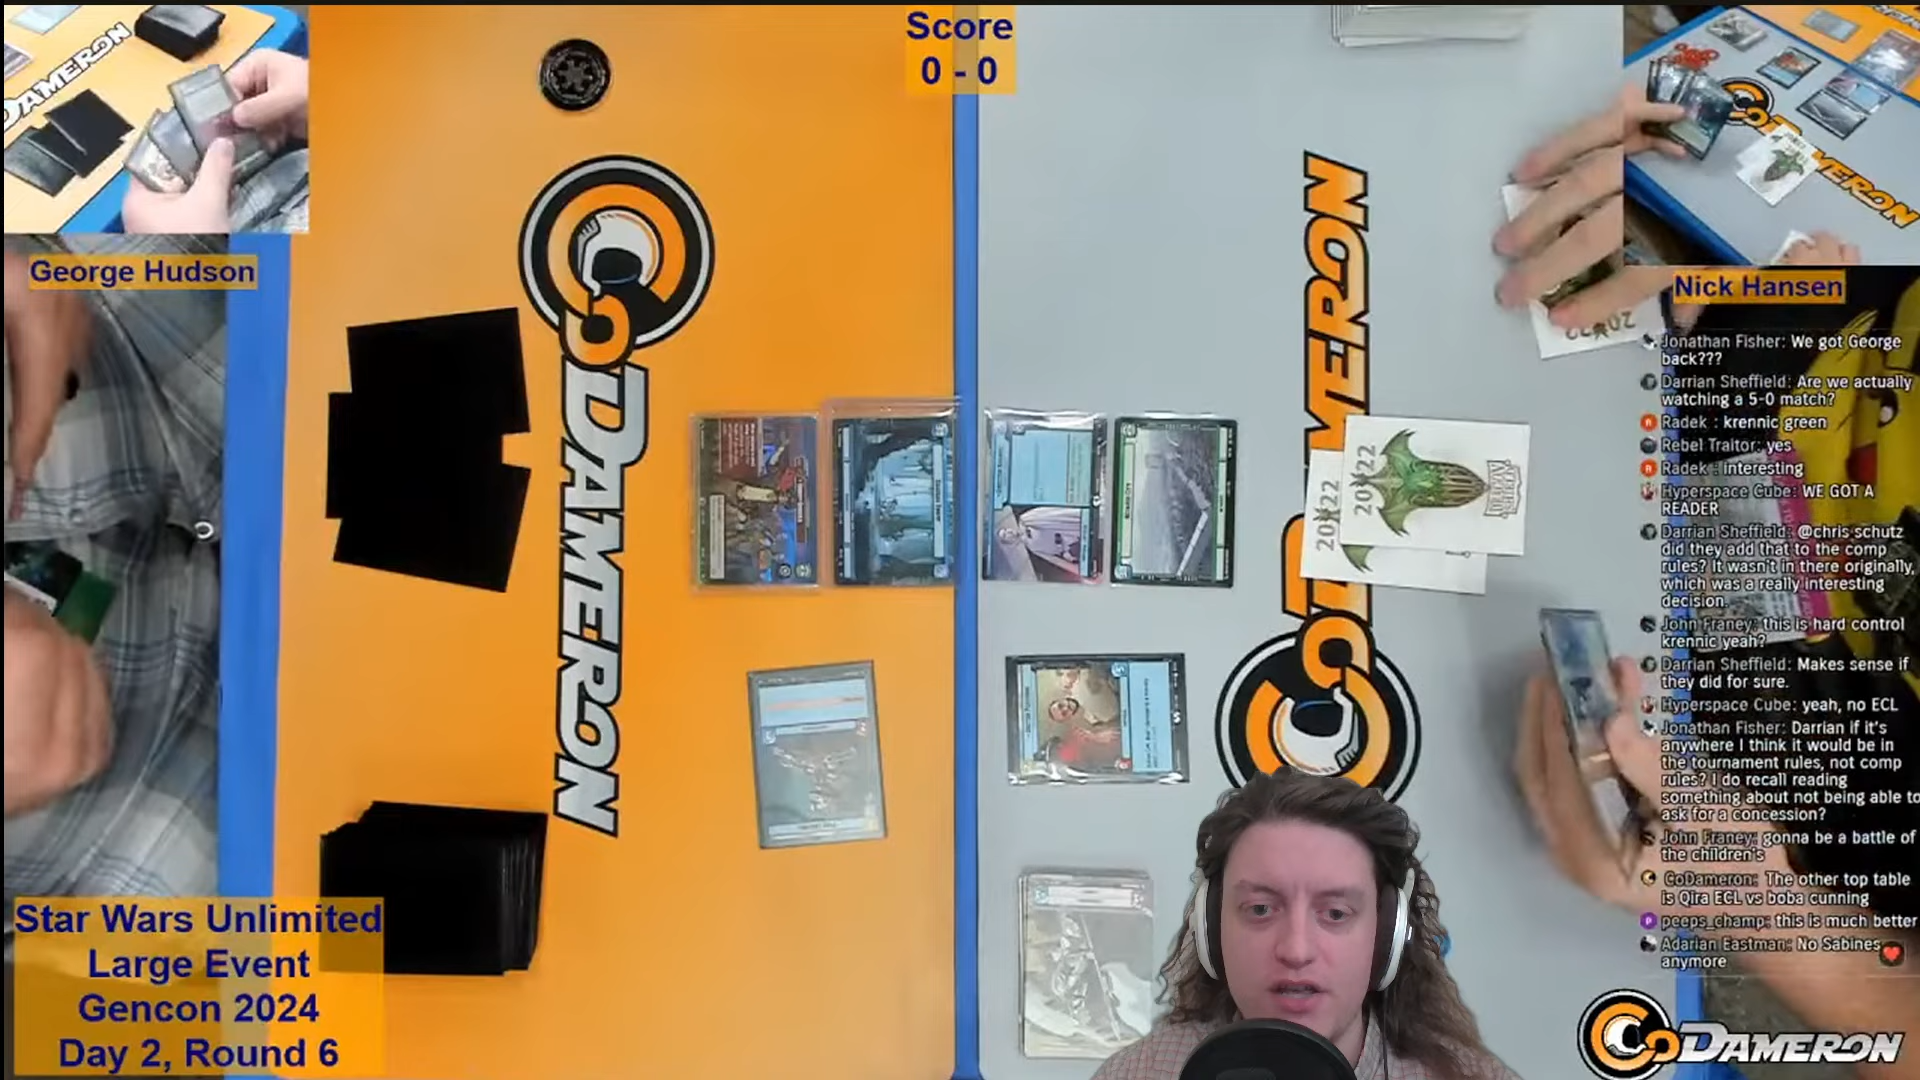 Score
0 - 0
DAMERON
George Hudson
Nick Hansen
CODAMERON
DAMERON
2022
2022
2022
Jonathan Fisher: We got George
back???
Darrian Sheffield: Are we actually
watching a 5-0 match?
Radek : krennic green
Rebel Traitor: yes
Radek : interesting
Hyperspace Cube: WE GOT A
READER
Darrian Sheffield: @chris schutz
did they add that to the comp
rules? It wasn't in there originally,
which was a really interesting
decision.
John Franey: this is hard control
krennic yeah?
Darrian Sheffield: Makes sense if
they did for sure.
Hyperspace Cube: yeah, no ECL
Jonathan Fisher: Darrian if it's
anywhere I think it would be in
the tournament rules, not comp
rules? I do recall reading
something about not being able to
ask for a concession?
John Franey: gonna be a battle of
the children's
CoDameron: The other top table
is Qira ECL vs boba cunning
peeps_champ: this is much better
Adarian Eastman: No Sabines
anymore
Star Wars Unlimited
Large Event
Gencon 2024
Day 2, Round 6
CODAMERON